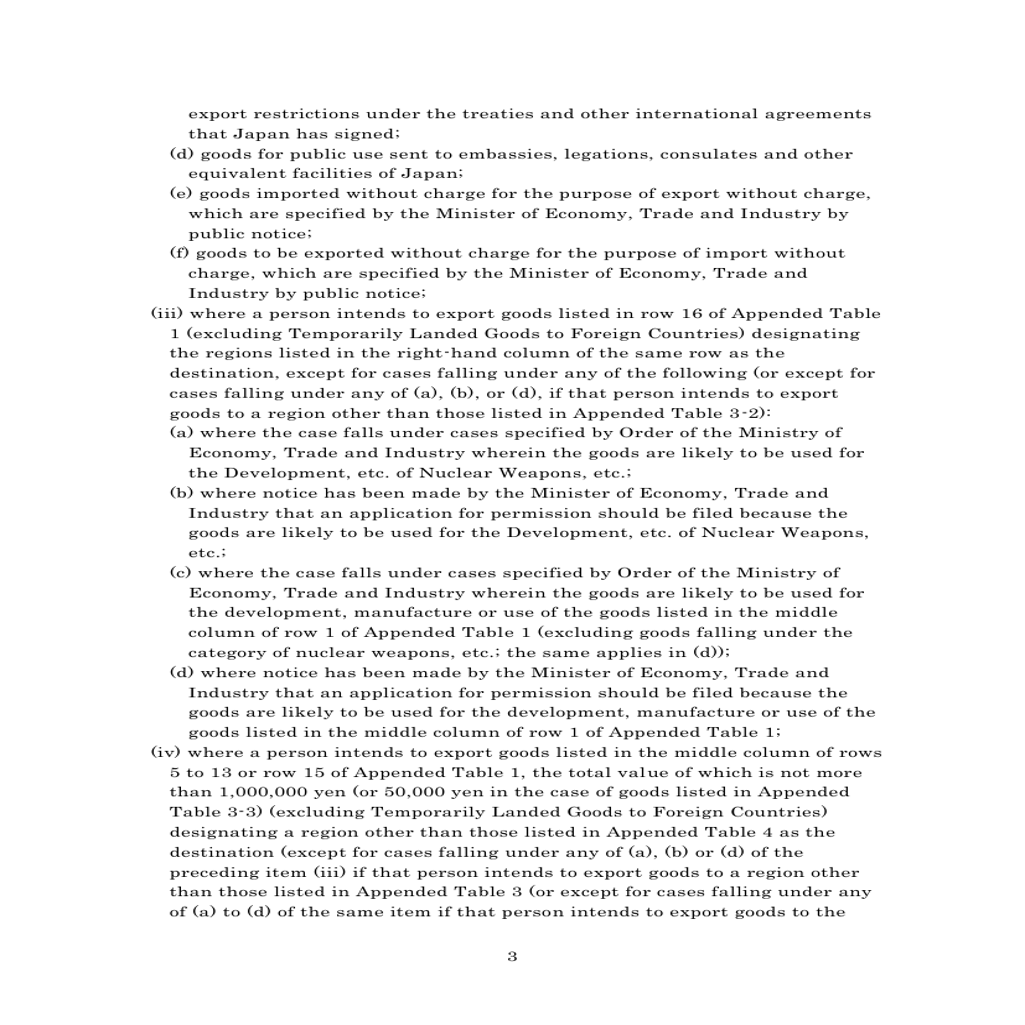 export restrictions under the treaties and other international agreements
that Japan has signed;
(d) goods for public use sent to embassies, legations, consulates and other
equivalent facilities of Japan;
(e) goods imported without charge for the purpose of export without charge,
which are specified by the Minister of Economy, Trade and Industry by
public notice;
(f) goods to be exported without charge for the purpose of import without
charge, which are specified by the Minister of Economy, Trade and
Industry by public notice;
(iii) where a person intends to export goods listed in row 16 of Appended Table
1 (excluding Temporarily Landed Goods to Foreign Countries) designating
the regions listed in the right-hand column of the same row as the
destination, except for cases falling under any of the following (or except for
cases falling under any of (a), (b), or (d), if that person intends to export
goods to a region other than those listed in Appended Table 3-2):
(a) where the case falls under cases specified by Order of the Ministry of
Economy, Trade and Industry wherein the goods are likely to be used for
the Development, etc. of Nuclear Weapons, etc.;
(b) where notice has been made by the Minister of Economy, Trade and
Industry that an application for permission should be filed because the
goods are likely to be used for the Development, etc. of Nuclear Weapons,
etc.;
(c) where the case falls under cases specified by Order of the Ministry of
Economy, Trade and Industry wherein the goods are likely to be used for
the development, manufacture or use of the goods listed in the middle
column of row 1 of Appended Table 1 (excluding goods falling under the
category of nuclear weapons, etc.; the same applies in (d));
(d) where notice has been made by the Minister of Economy, Trade and
Industry that an application for permission should be filed because the
goods are likely to be used for the development, manufacture or use of the
goods listed in the middle column of row 1 of Appended Table 1;
(iv) where a person intends to export goods listed in the middle column of rows
5 to 13 or row 15 of Appended Table 1, the total value of which is not more
than 1,000,000 yen (or 50,000 yen in the case of goods listed in Appended
Table 3-3) (excluding Temporarily Landed Goods to Foreign Countries)
designating a region other than those listed in Appended Table 4 as the
destination (except for cases falling under any of (a), (b) or (d) of the
preceding item (iii) if that person intends to export goods to a region other
than those listed in Appended Table 3 (or except for cases falling under any
of (a) to (d) of the same item if that person intends to export goods to the
3